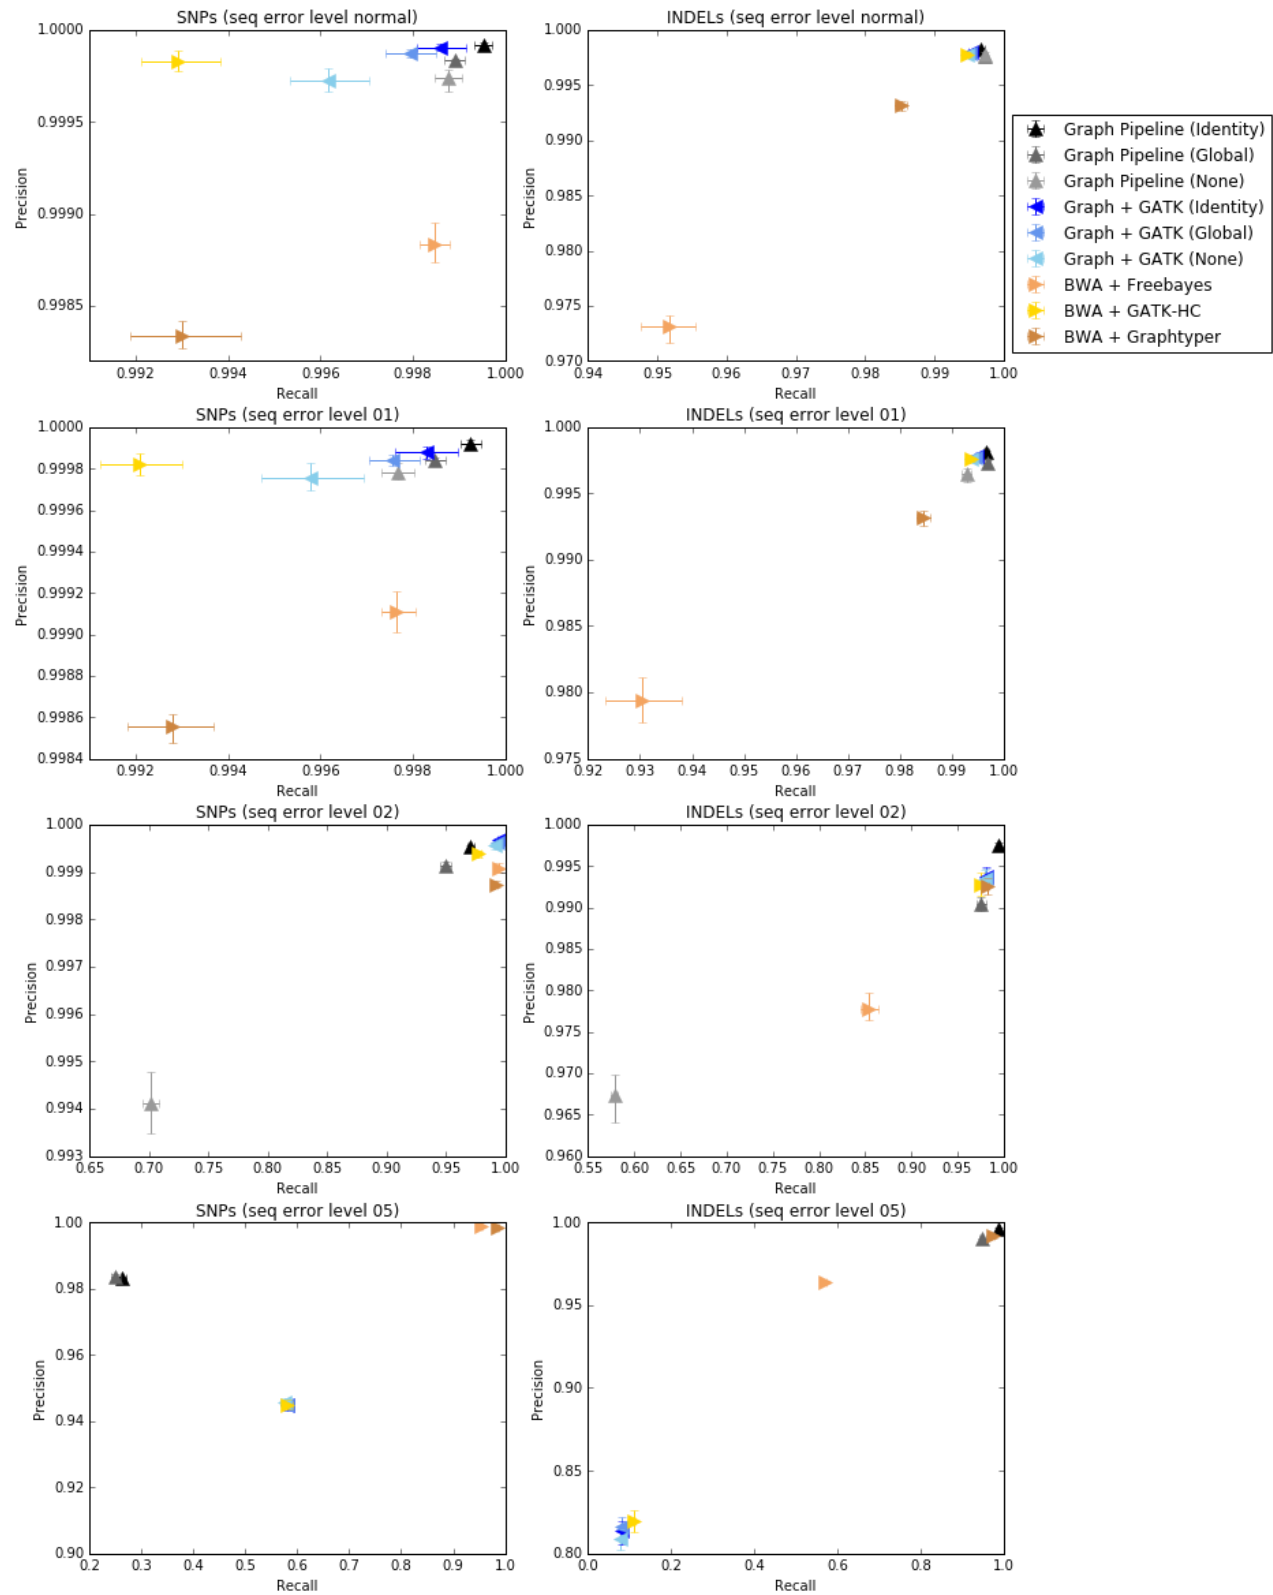 SNPs (seq error level normal)
1.0000
0.9995
0.9990
0.9985
Precision
0.992 0.994 0.996 0.998 1.000
Recall
INDELs (seq error level normal)
1.000
0.995
0.990
0.985
0.980
0.975
0.970
Precision
0.94 0.95 0.96 0.97 0.98 0.99 1.00
Recall
Graph Pipeline (Identity)
Graph Pipeline (Global)
Graph Pipeline (None)
Graph + GATK (Identity)
Graph + GATK (Global)
Graph + GATK (None)
BWA + Freebayes
BWA + GATK-HC
BWA + Graphtyper
SNPs (seq error level 01)
1.0000
0.9998
0.9996
0.9994
0.9992
0.9990
0.9988
0.9986
0.9984
Precision
0.992 0.994 0.996 0.998 1.000
Recall
INDELs (seq error level 01)
1.000
0.995
0.990
0.985
0.980
0.975
Precision
0.92 0.93 0.94 0.95 0.96 0.97 0.98 0.99 1.00
Recall
SNPs (seq error level 02)
1.000
0.999
0.998
0.997
0.996
0.995
0.994
0.993
Precision
0.65 0.70 0.75 0.80 0.85 0.90 0.95 1.00
Recall
INDELs (seq error level 02)
1.000
0.995
0.990
0.985
0.980
0.975
0.970
0.965
0.960
Precision
0.55 0.60 0.65 0.70 0.75 0.80 0.85 0.90 0.95 1.00
Recall
SNPs (seq error level 05)
1.00
0.98
0.96
0.94
0.92
0.90
Precision
0.2 0.3 0.4 0.5 0.6 0.7 0.8 0.9 1.0
Recall
INDELs (seq error level 05)
1.00
0.95
0.90
0.85
0.80
Precision
0.0 0.2 0.4 0.6 0.8 1.0
Recall